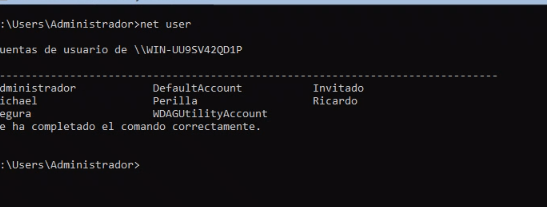 :\Users\Administrador>net user
uentas de usuario de \\WIN-UU9SV42QD1P
-------------------------------------------------------------------------------
dministrador DefaultAccount Invitado
ichael Perilla Ricardo
egura WDAGUtilityAccount
e ha completado el comando correctamente.
:\Users\Administrador>